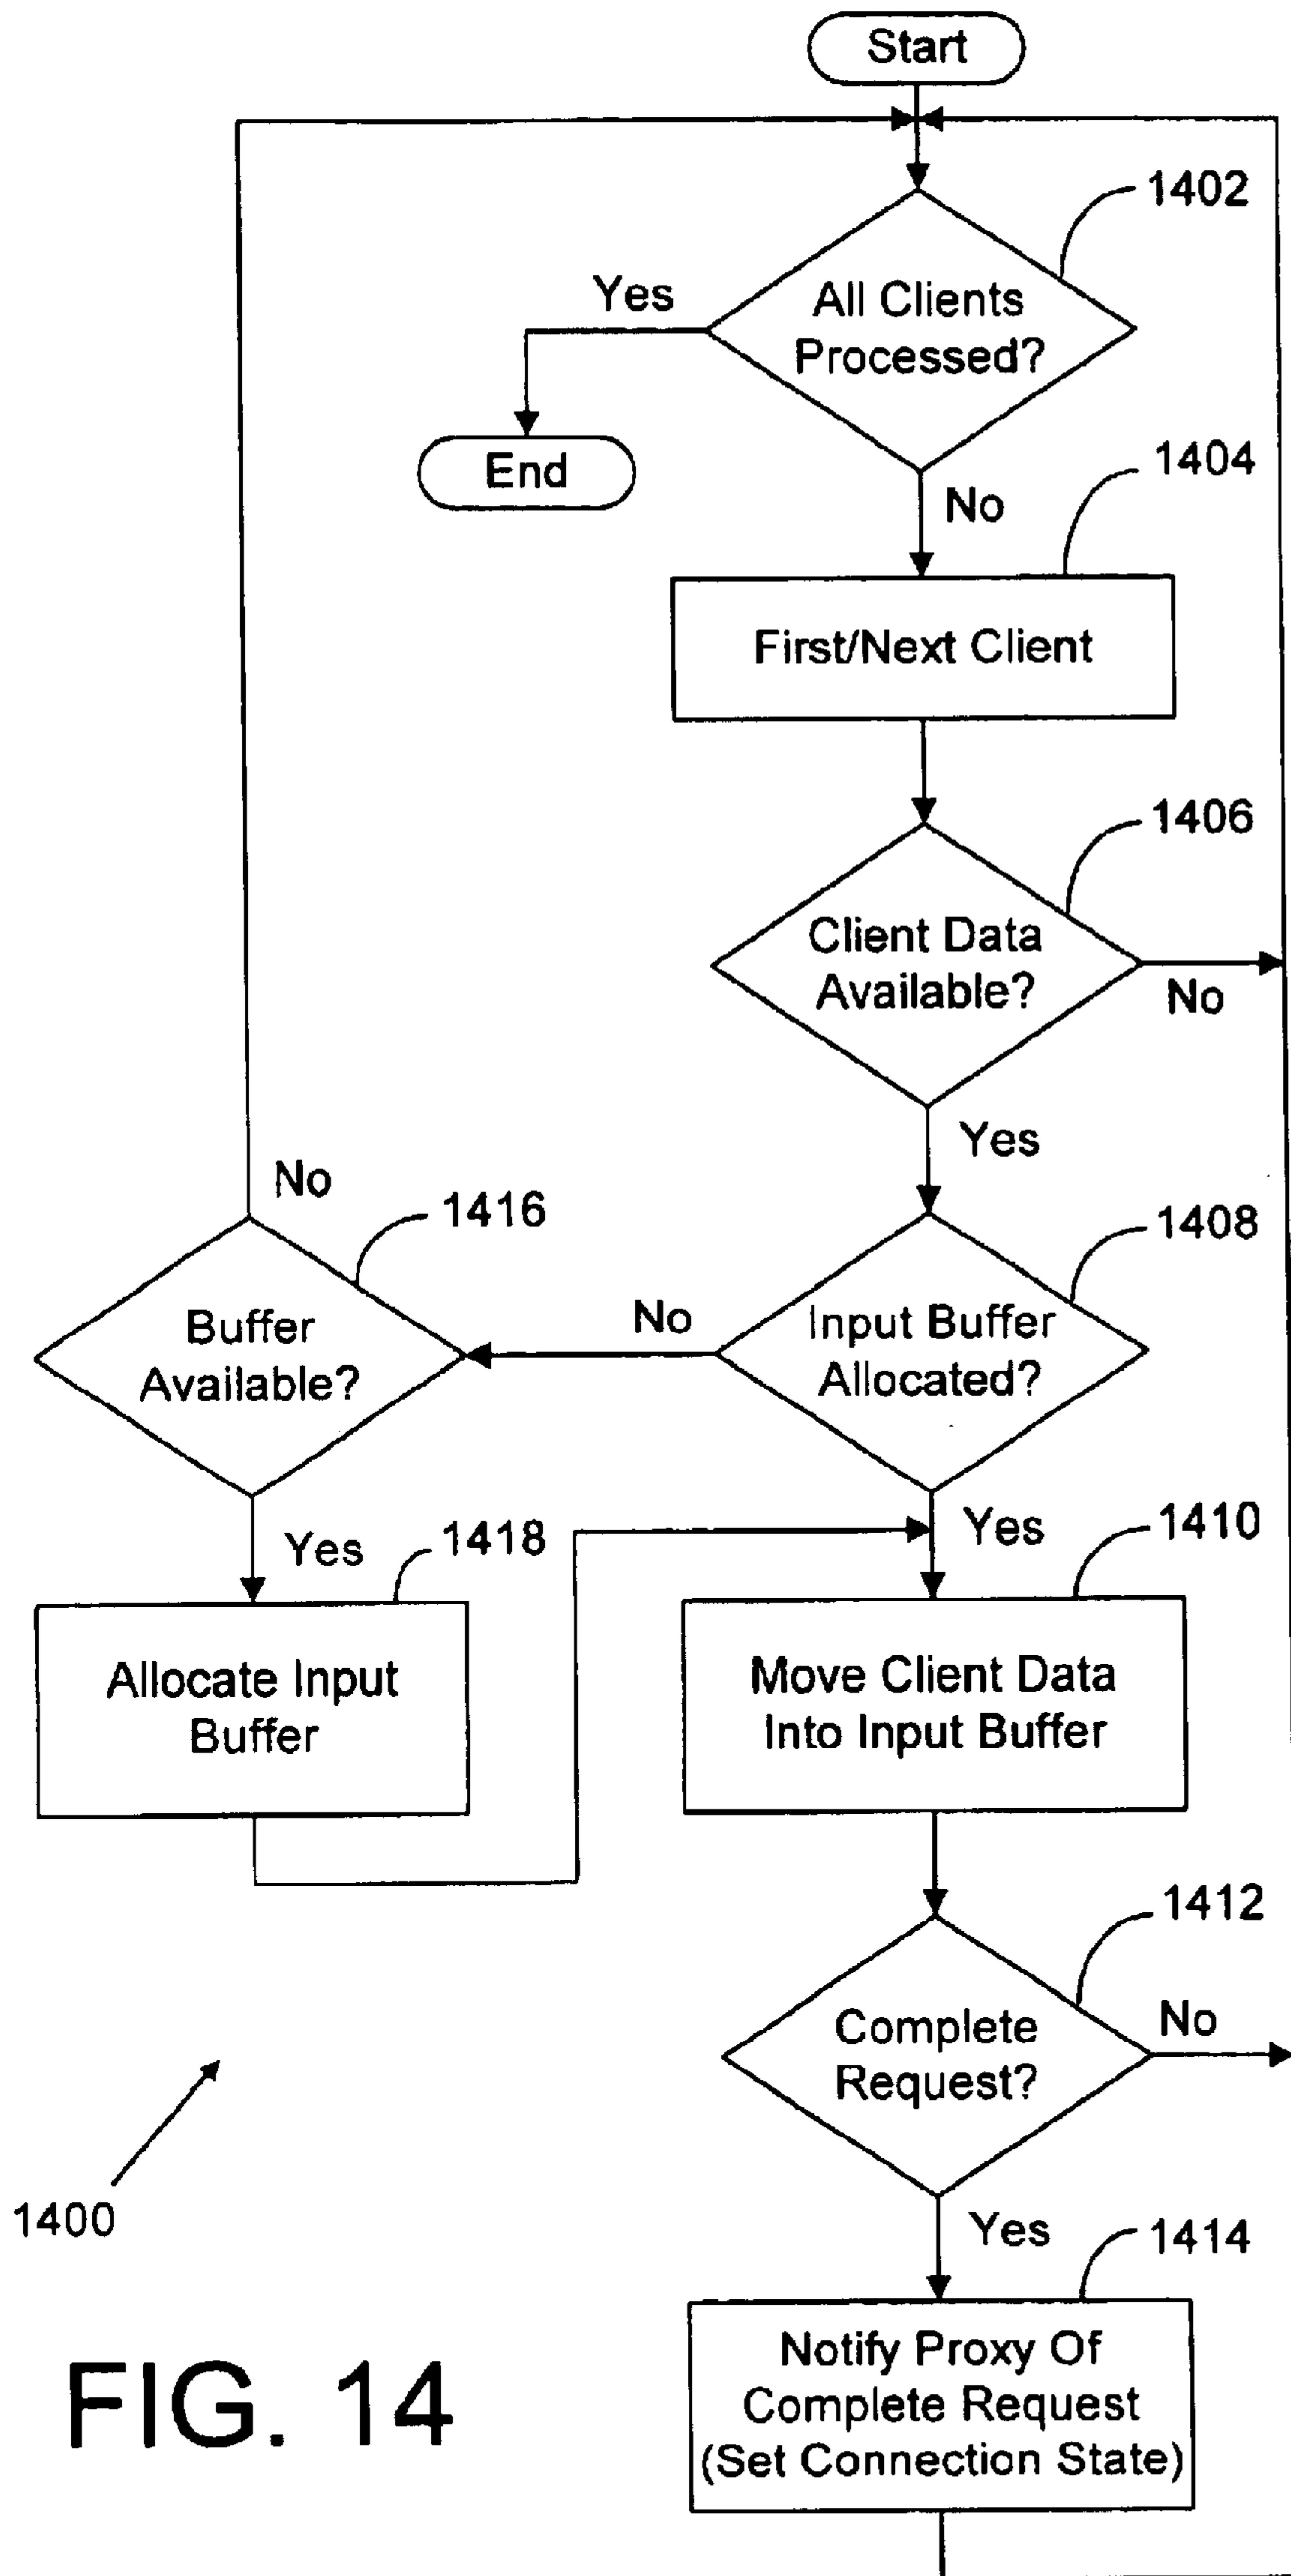 Start
1402
All Clients
Processed?
Yes
End
No
1404
First/Next Client
1406
Client Data
Available?
No
Yes
No
1416
1408
Buffer
Available?
No
Input Buffer
Allocated?
Yes
1418
Yes
1410
Allocate Input
Buffer
Move Client Data
Into Input Buffer
1412
Complete
Request?
No
1400
Yes
1414
Notify Proxy Of
Complete Request
(Set Connection State)
FIG. 14